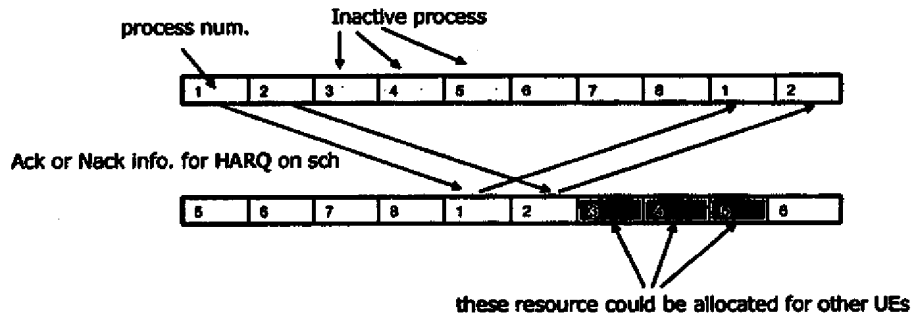 Inactive process
process num.
1 2 3 4 5 6 7 8 1 2
Ack or Nack info. for HARQ on sch
5 6 7 8 1 2 3 4 5 6
these resource could be allocated for other UEs